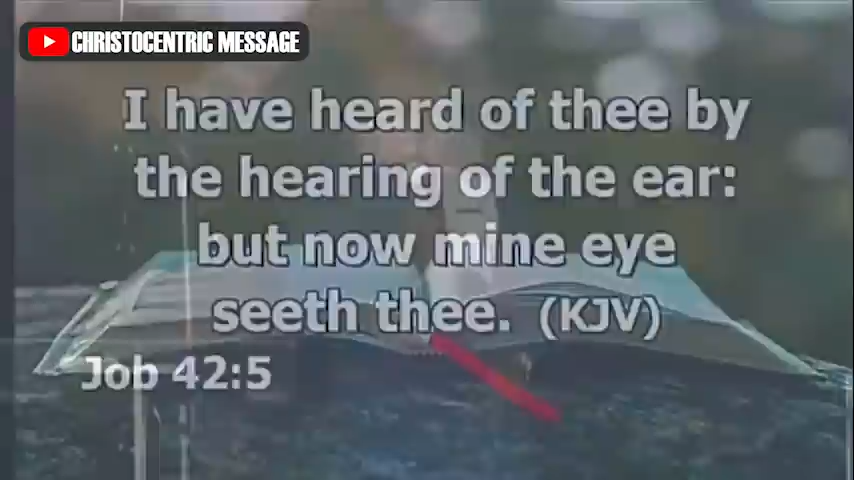 CHRISTOCENTRIC MESSAGE
I have heard of thee by
the hearing of the ear:
but now mine eye
seeth thee. (KJV)
Job 42:5